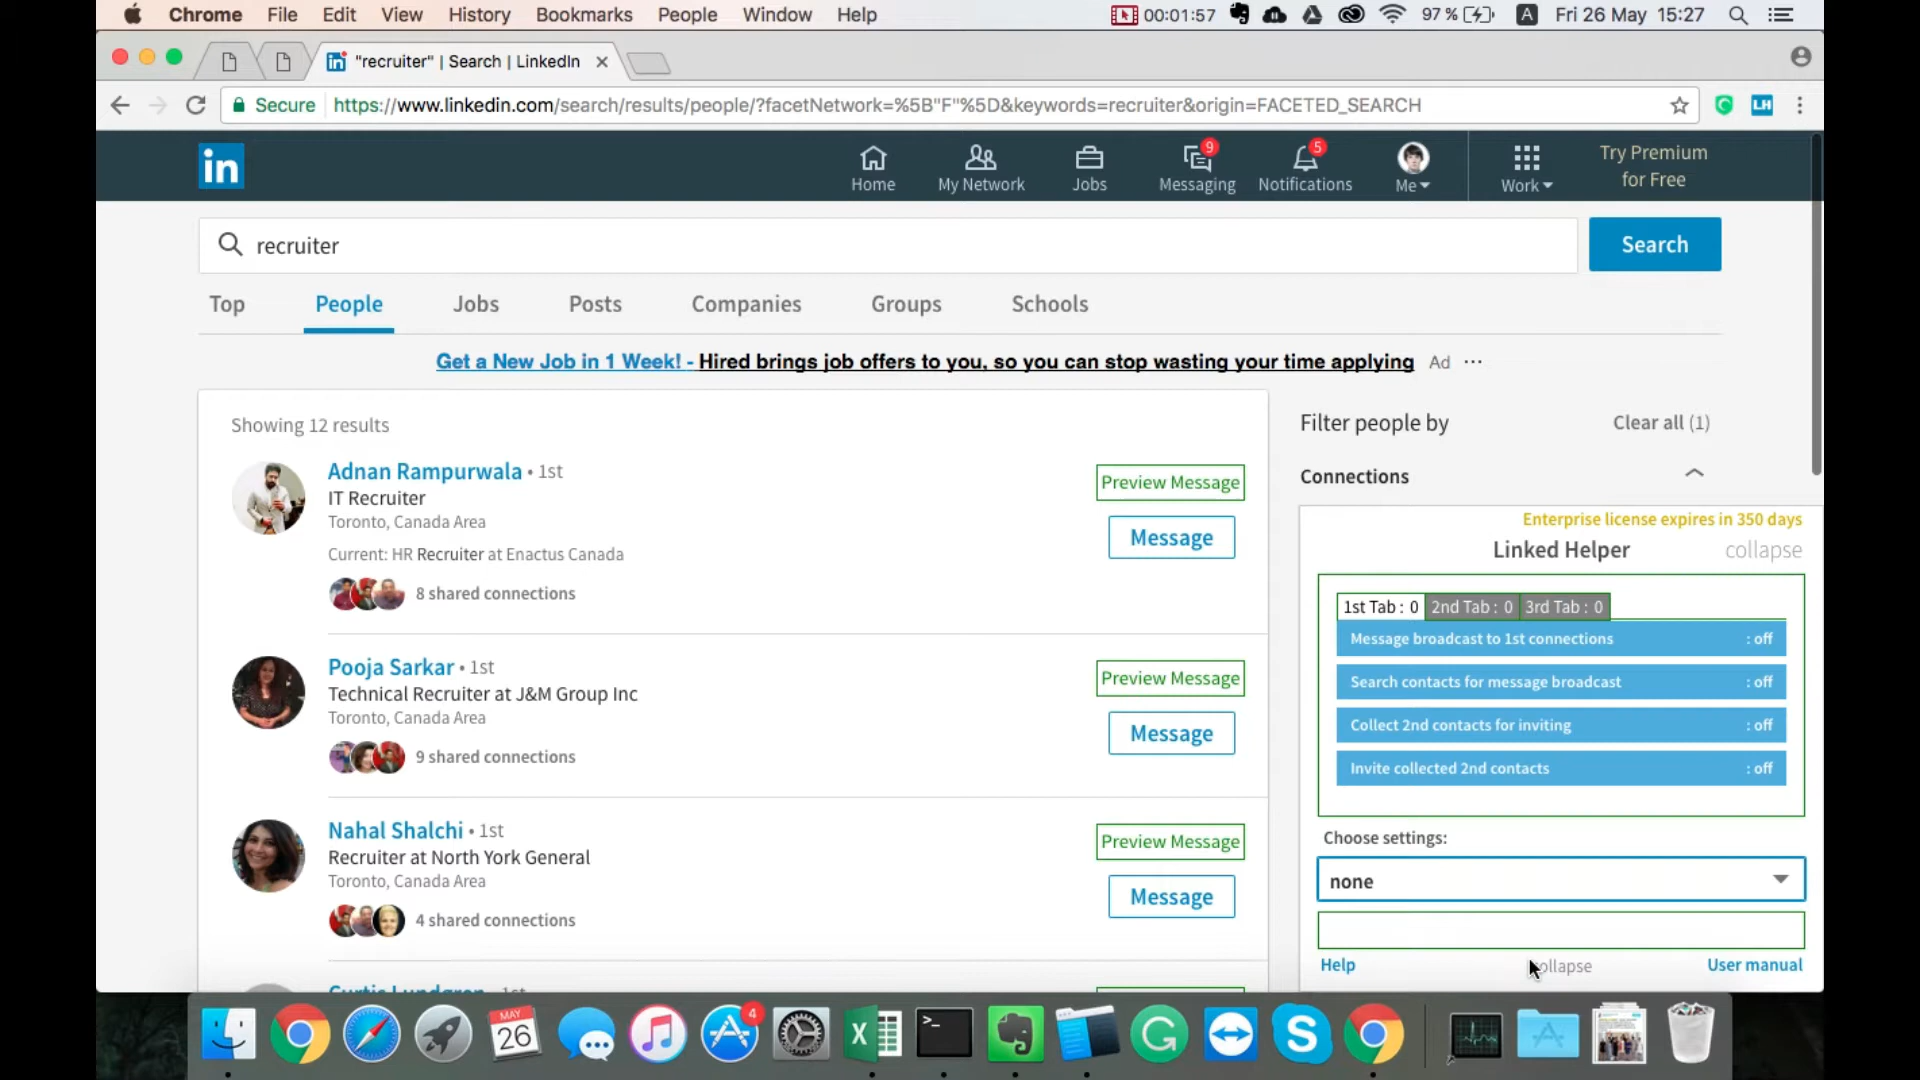 Chrome File Edit View History Bookmarks People Window Help 00:01:57 97% A Fri 26 May 15:27
"recruiter" | Search | LinkedIn
Secure https://www.linkedin.com/search/results/people/?facetNetwork=%5B"F"%5D&keywords=recruiter&origin=FACETED_SEARCH LH
in Home My Network Jobs Messaging 9 Notifications 5 Me Work Try Premium for Free
recruiter Search
Top People Jobs Posts Companies Groups Schools
Get a New Job in 1 Week! - Hired brings job offers to you, so you can stop wasting your time applying Ad ...
Showing 12 results
Adnan Rampurwala • 1st
IT Recruiter
Toronto, Canada Area
Current: HR Recruiter at Enactus Canada
8 shared connections
Preview Message
Message
Pooja Sarkar • 1st
Technical Recruiter at J&M Group Inc
Toronto, Canada Area
9 shared connections
Preview Message
Message
Nahal Shalchi • 1st
Recruiter at North York General
Toronto, Canada Area
4 shared connections
Preview Message
Message
Filter people by Clear all (1)
Connections
Enterprise license expires in 350 days
Linked Helper collapse
1st Tab : 0 2nd Tab : 0 3rd Tab : 0
Message broadcast to 1st connections : off
Search contacts for message broadcast : off
Collect 2nd contacts for inviting : off
Invite collected 2nd contacts : off
Choose settings:
none
Help collapse User manual
MAY
26
4